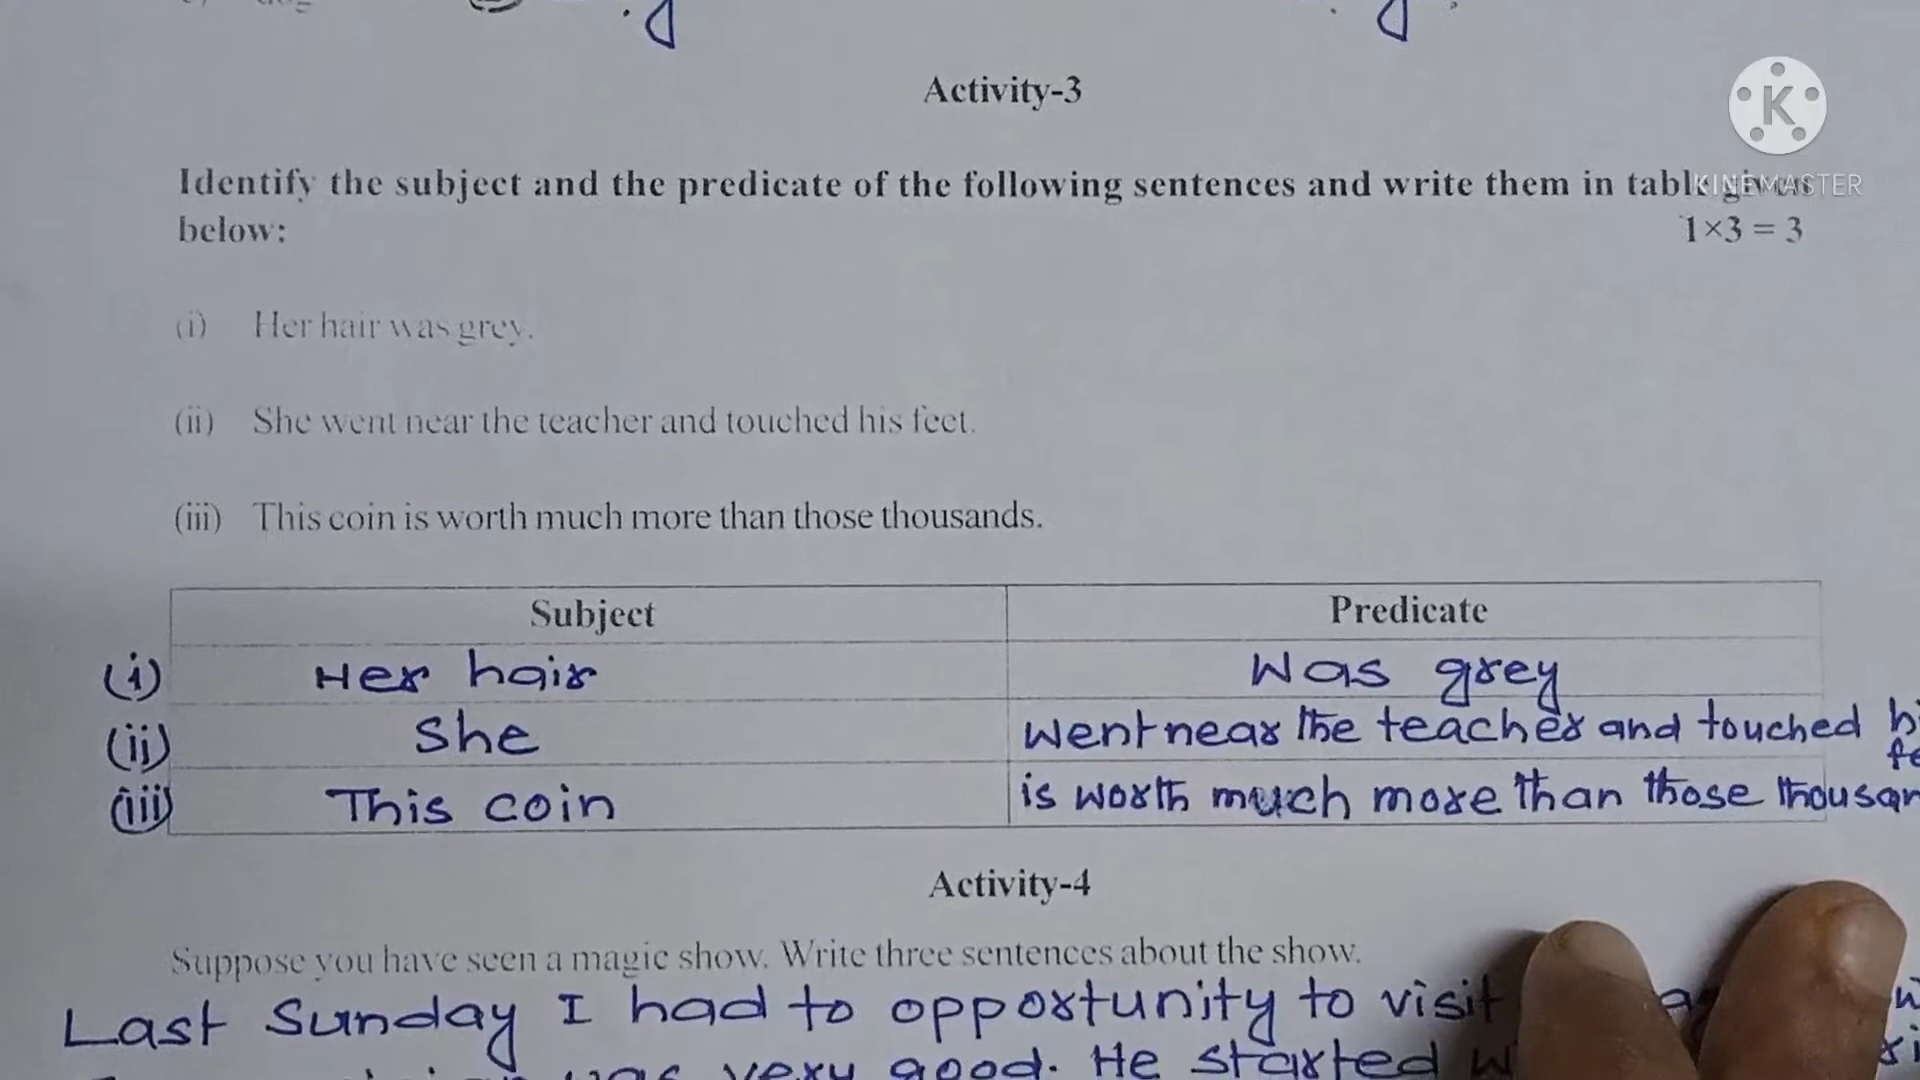 Activity-3
K
KINEMASTER
Identify the subject and the predicate of the following sentences and write them in table
below: 1×3 = 3
(i) Her hair was grey.
(ii) She went near the teacher and touched his feet.
(iii) This coin is worth much more than those thousands.
Subject Predicate
(i) Her hair Was grey
(ii) She went near the teacher and touched
(iii) This coin is worth much more than those
Activity-4
Suppose you have seen a magic show. Write three sentences about the show.
Last Sunday I had to opportunity to visit
was very good. He started